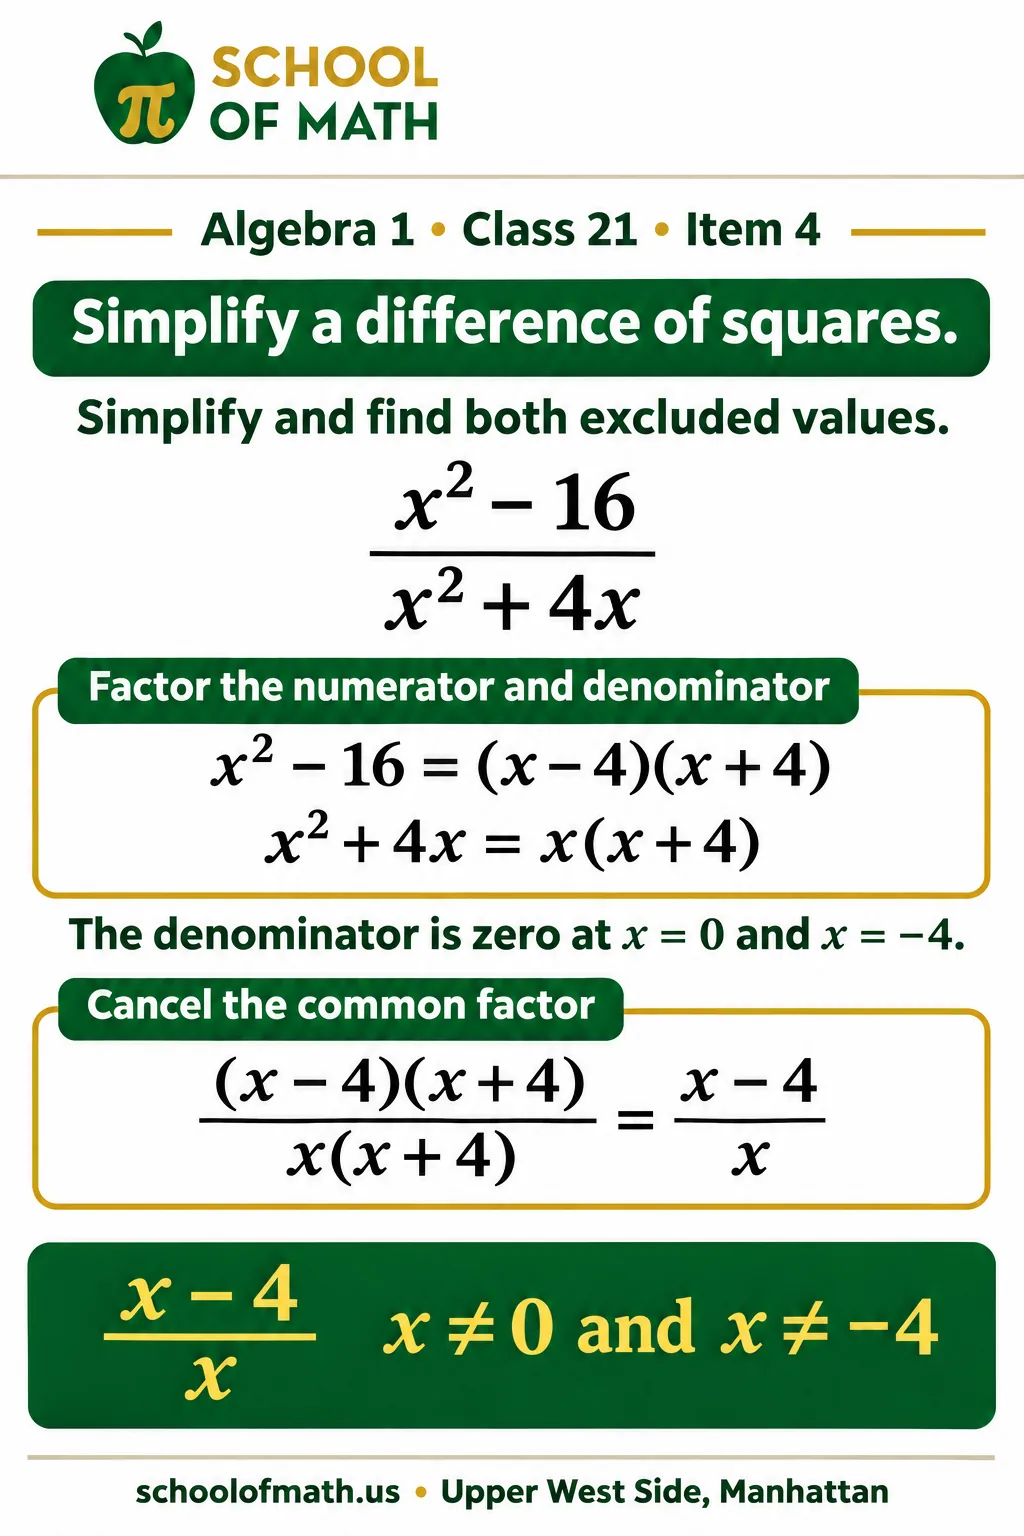 π
SCHOOL
OF MATH
Algebra 1 • Class 21 • Item 4
Simplify a difference of squares.
Simplify and find both excluded values.
x² − 16
x² + 4x
Factor the numerator and denominator
x² − 16 = (x − 4)(x + 4)
x² + 4x = x(x + 4)
The denominator is zero at x = 0 and x = −4.
Cancel the common factor
(x − 4)(x + 4) / x(x + 4) = (x − 4) / x
x − 4
x
x ≠ 0 and x ≠ −4
schoolofmath.us • Upper West Side, Manhattan